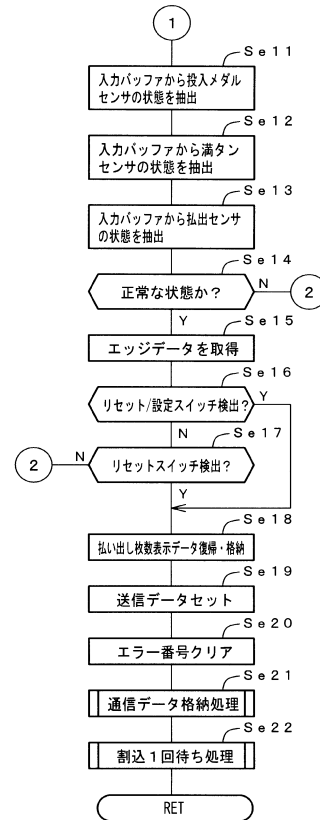 1
Se11
入力バッファから投入メダル
センサの状態を抽出
Se12
入力バッファから満タン
センサの状態を抽出
Se13
入力バッファから払出センサ
の状態を抽出
Se14
正常な状態か?
N
2
Y
Se15
エッジデータを取得
Se16
リセット/設定スイッチ検出?
Y
N
Se17
2
N
リセットスイッチ検出?
Y
Se18
払い出し枚数表示データ復帰・格納
Se19
送信データセット
Se20
エラー番号クリア
Se21
通信データ格納処理
Se22
割込1回待ち処理
RET